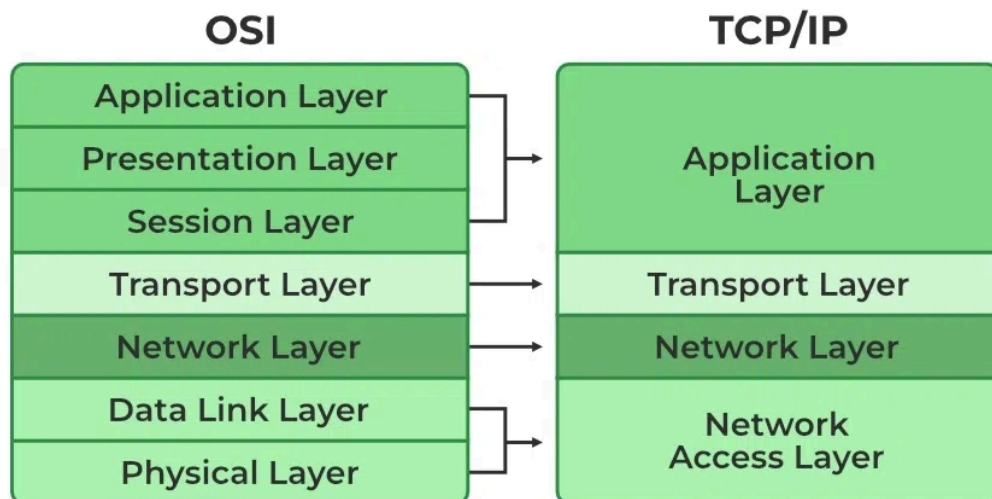 OSI
TCP/IP
Application Layer
Presentation Layer
Session Layer
Transport Layer
Network Layer
Data Link Layer
Physical Layer
Application
Layer
Transport Layer
Network Layer
Network
Access Layer